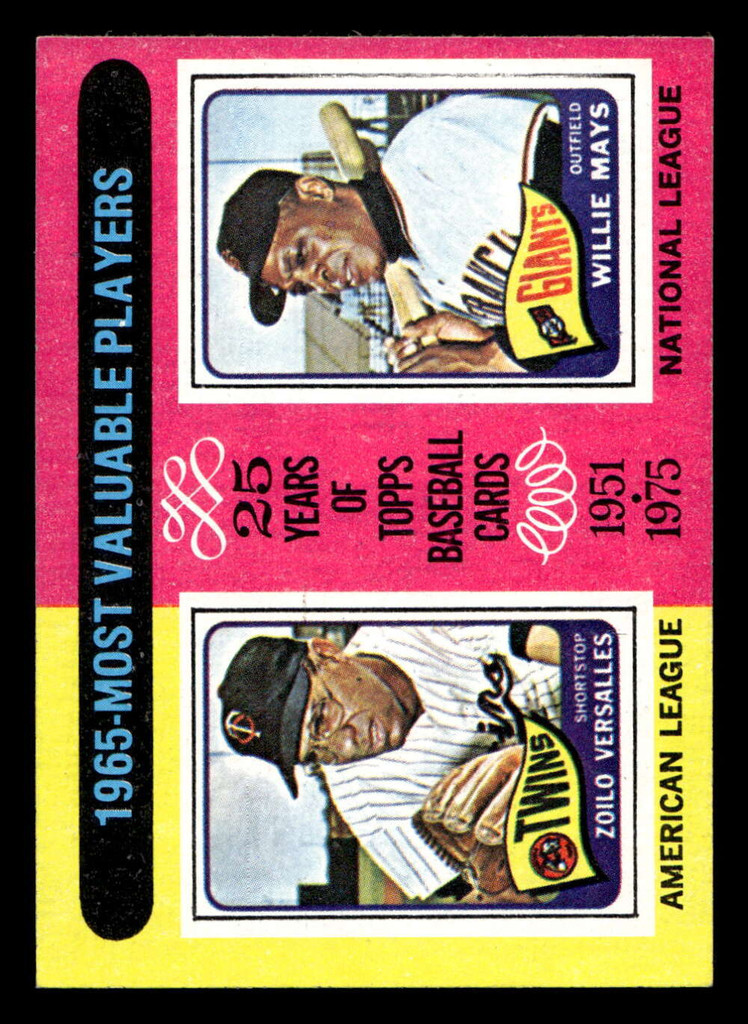 1965-MOST VALUABLE PLAYERS
TWINS
SHORTSTOP
ZOILO VERSALLES
AMERICAN LEAGUE
25
YEARS
OF
TOPPS
BASEBALL
CARDS
1951
•
1975
GIANTS
OUTFIELD
WILLIE MAYS
NATIONAL LEAGUE